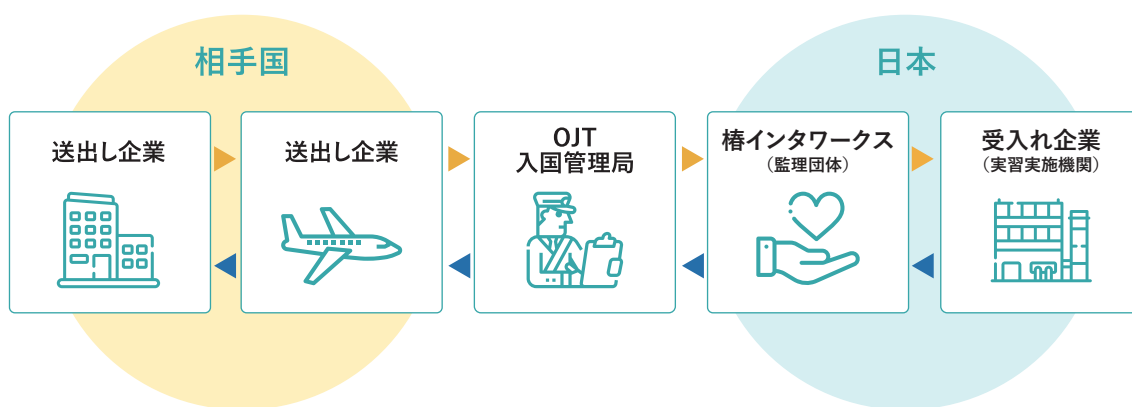 相手国
日本
送出し企業
送出し企業
OJT
入国管理局
椿インタワークス
（監理団体）
受入れ企業
（実習実施機関）